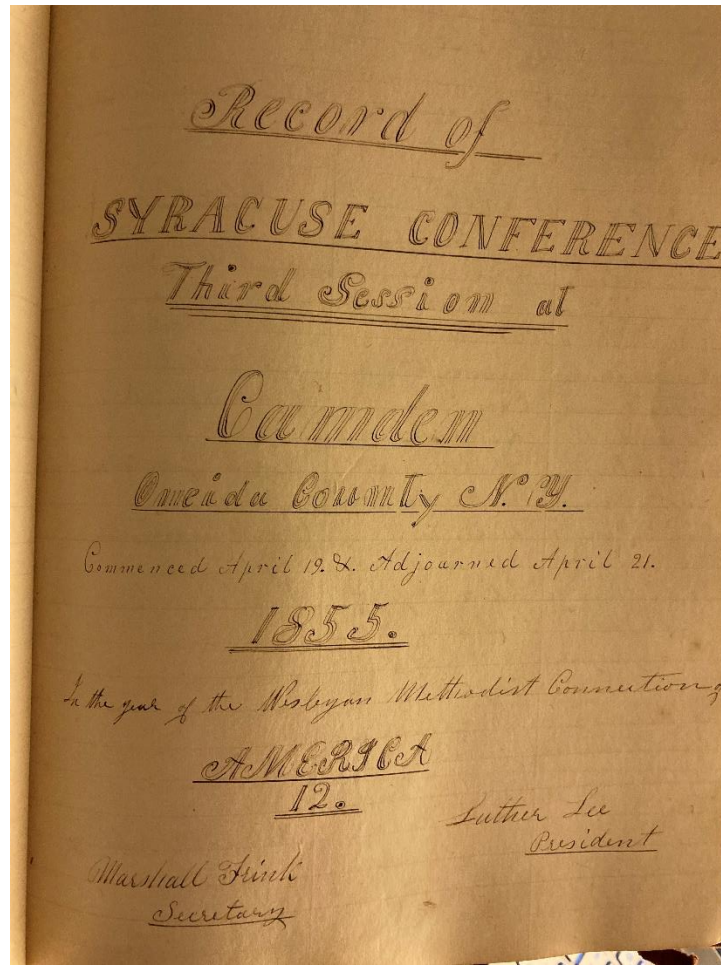 Record of
SYRACUSE CONFERENCE
Third Session at
Camden
Oneida County N. Y.
Commenced April 19. &. Adjourned April 21.
1855.
In the year of the Wesleyan Methodist Connection of
AMERICA
12.
Luther Lee
President
Marshall Frink
Secretary